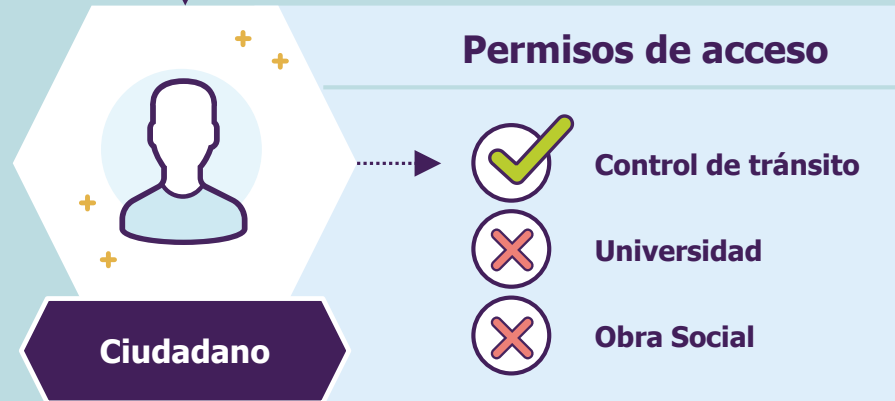 Permisos de acceso
Control de tránsito
Universidad
Obra Social
Ciudadano